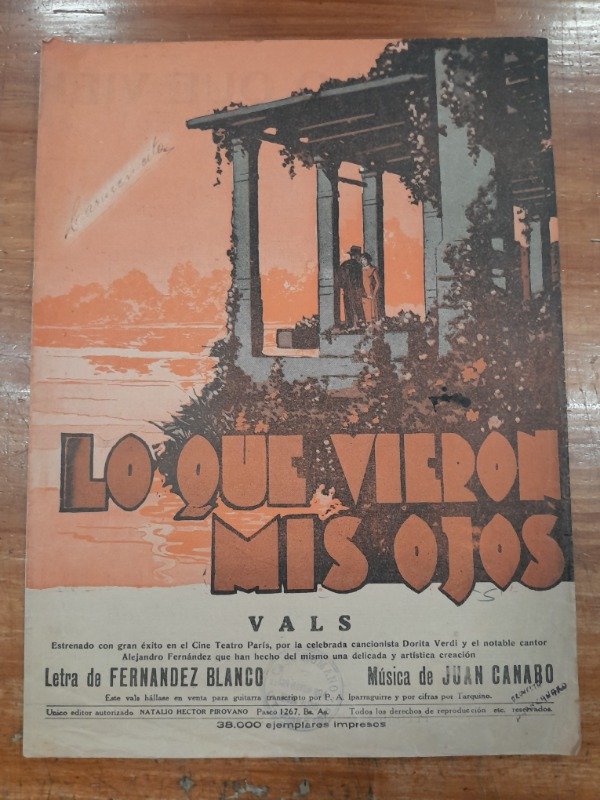 LO QUE VIERON
MIS OJOS
VALS
Estrenado con gran éxito en el Cine Teatro París, por la celebrada cancionista Dorita Verdi y el notable cantor
Alejandro Fernández que han hecho del mismo una delicada y artística creación
Letra de FERNANDEZ BLANCO Música de JUAN CANARO
Este vals hállase en venta para guitarra transcripto por P. A. Iparraguirre y por cifras por Tarquino.
Unico editor autorizado NATALIO HECTOR PIROVANO Pasco 1267, Bs. As. Todos los derechos de reproducción etc. reservados.
38.000 ejemplares impresos